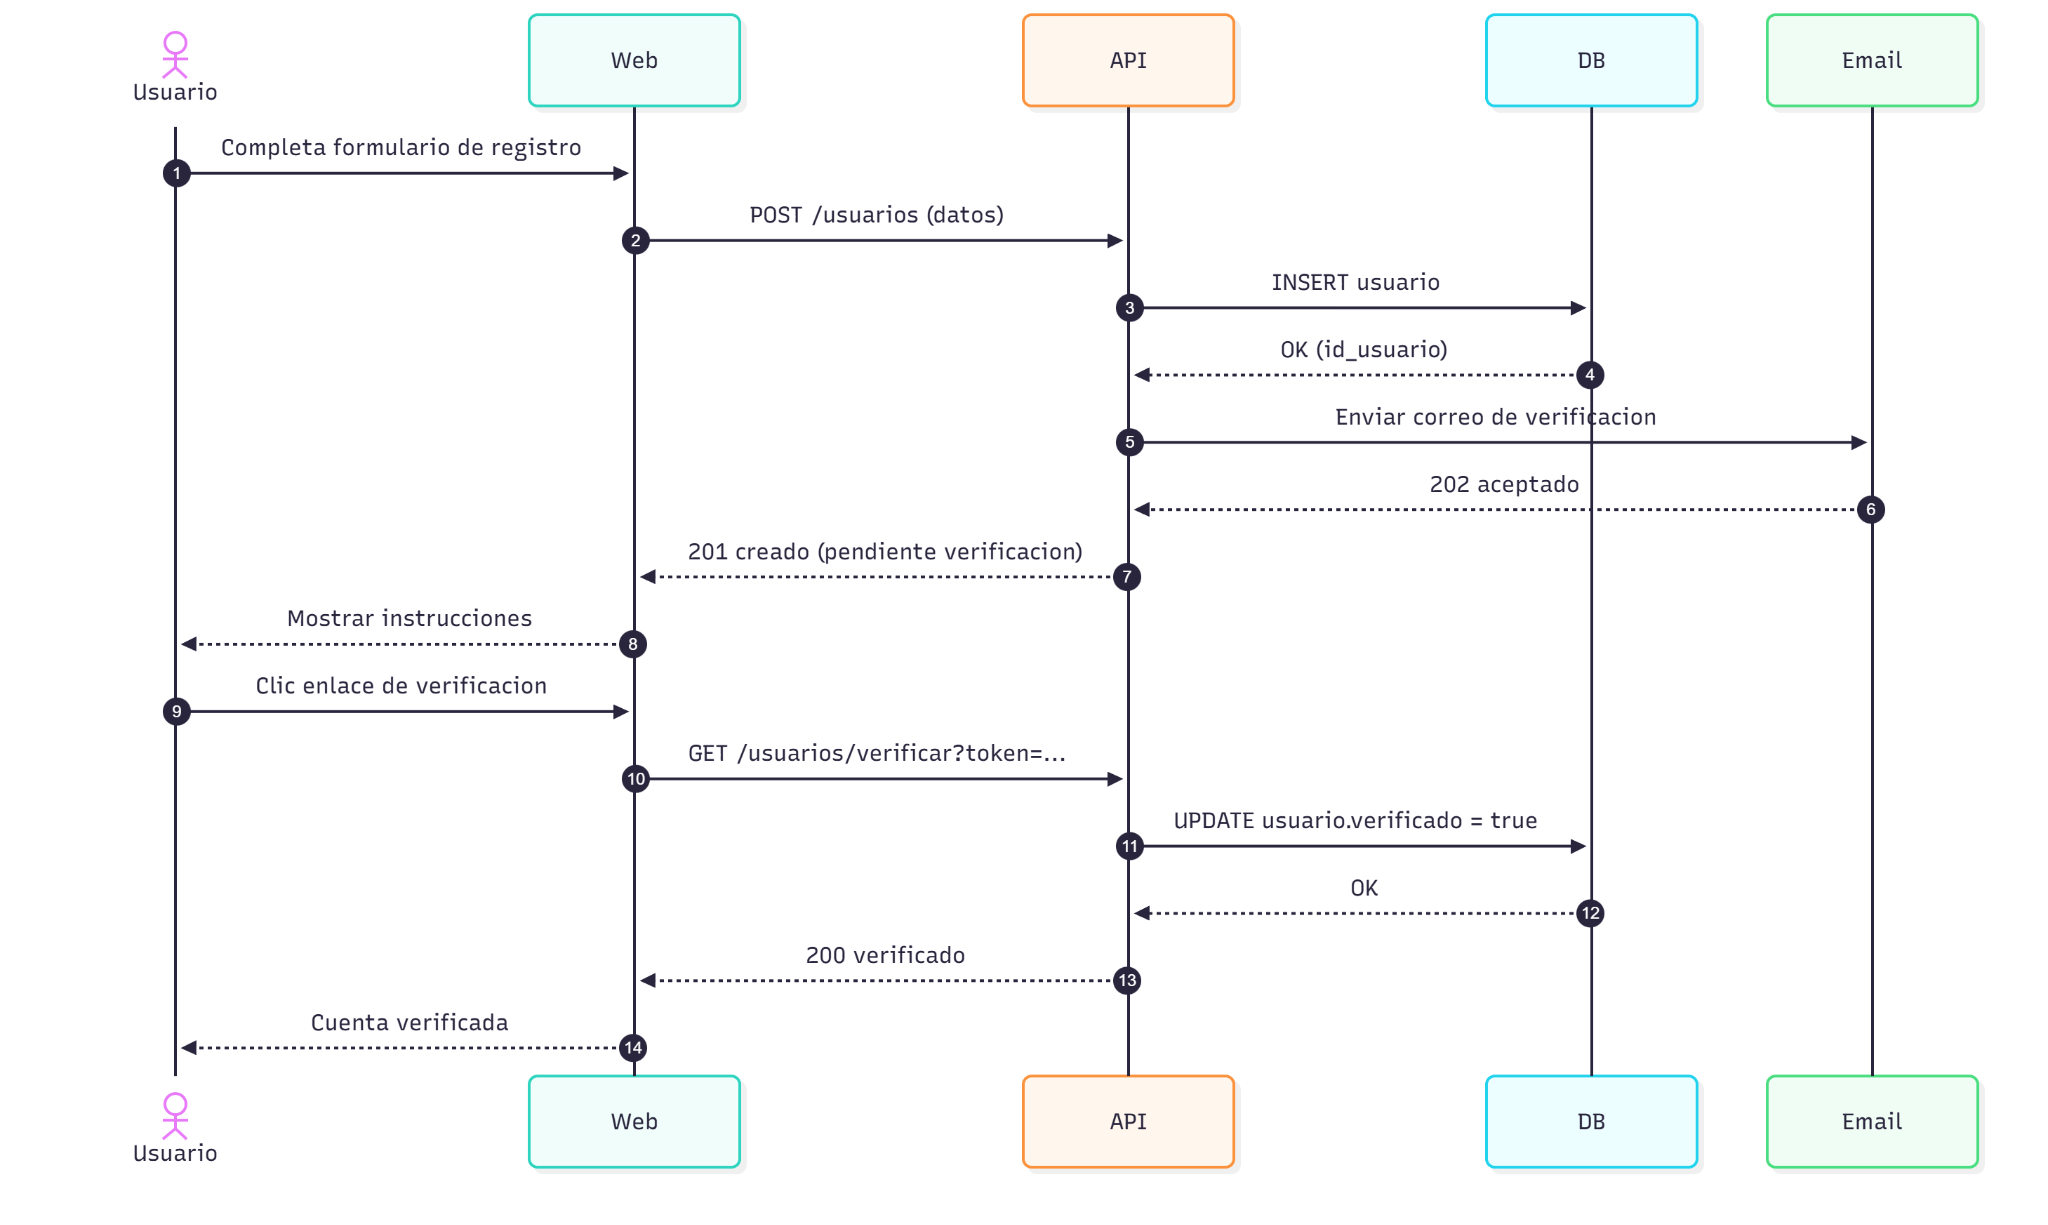 Usuario
Web
API
DB
Email
Completa formulario de registro
1
POST /usuarios (datos)
2
INSERT usuario
3
OK (id_usuario)
4
Enviar correo de verificacion
5
202 aceptado
6
201 creado (pendiente verificacion)
7
Mostrar instrucciones
8
Clic enlace de verificacion
9
GET /usuarios/verificar?token=...
10
UPDATE usuario.verificado = true
11
OK
12
200 verificado
13
Cuenta verificada
14
Usuario
Web
API
DB
Email